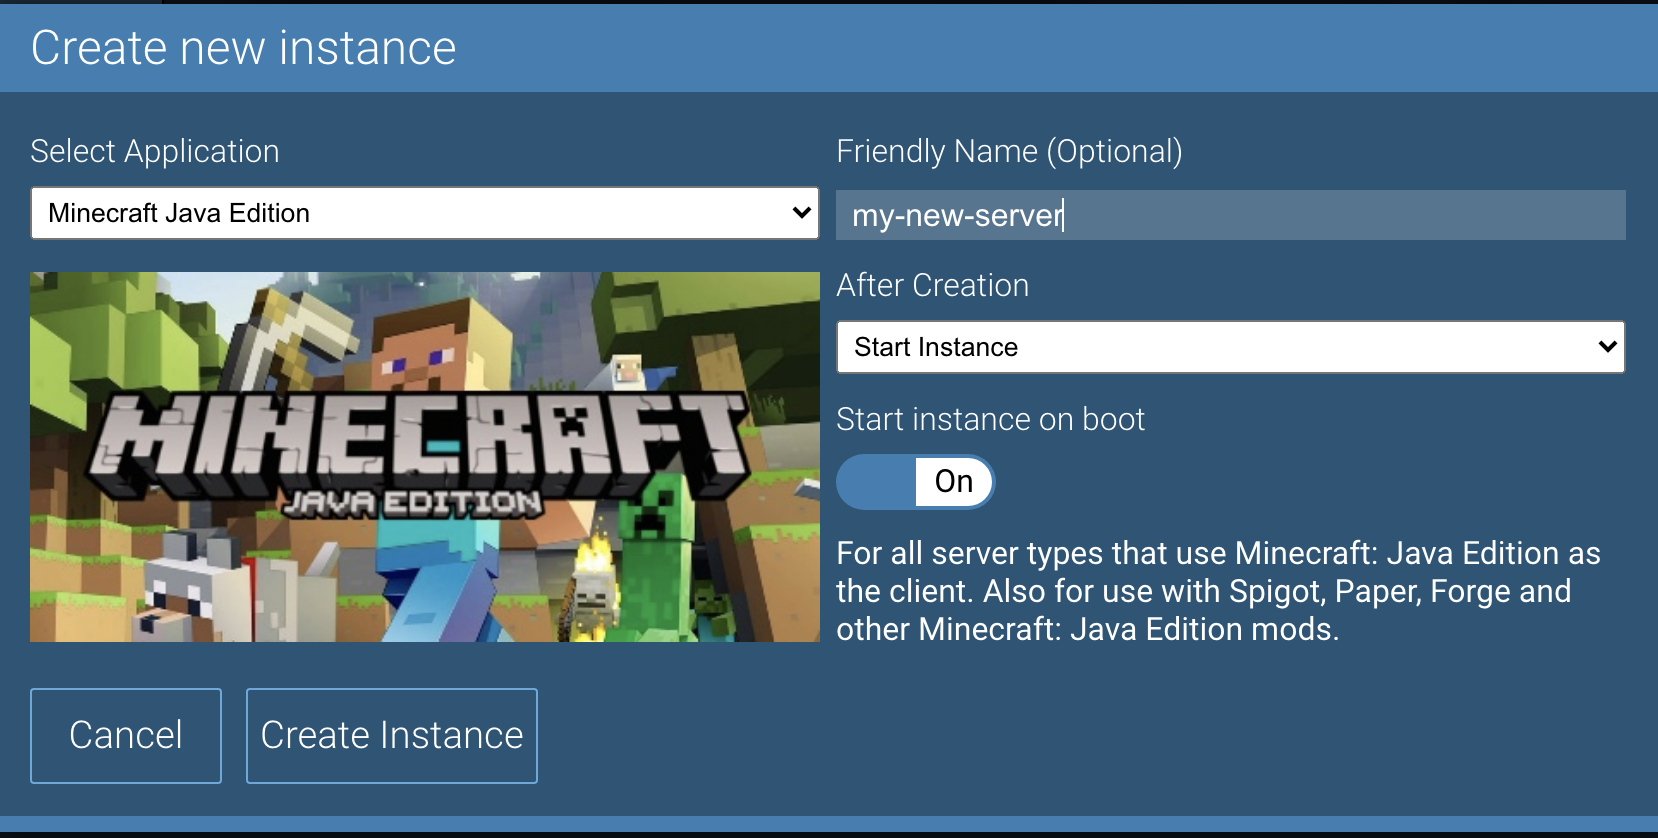 Create new instance
Select Application
Minecraft Java Edition
MINECRAFT
JAVA EDITION
Friendly Name (Optional)
my-new-server
After Creation
Start Instance
Start instance on boot
On
For all server types that use Minecraft: Java Edition as
the client. Also for use with Spigot, Paper, Forge and
other Minecraft: Java Edition mods.
Cancel
Create Instance